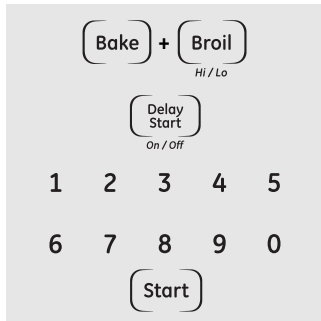 Bake + Broil
Hi / Lo
Delay
Start
On / Off
1 2 3 4 5
6 7 8 9 0
Start